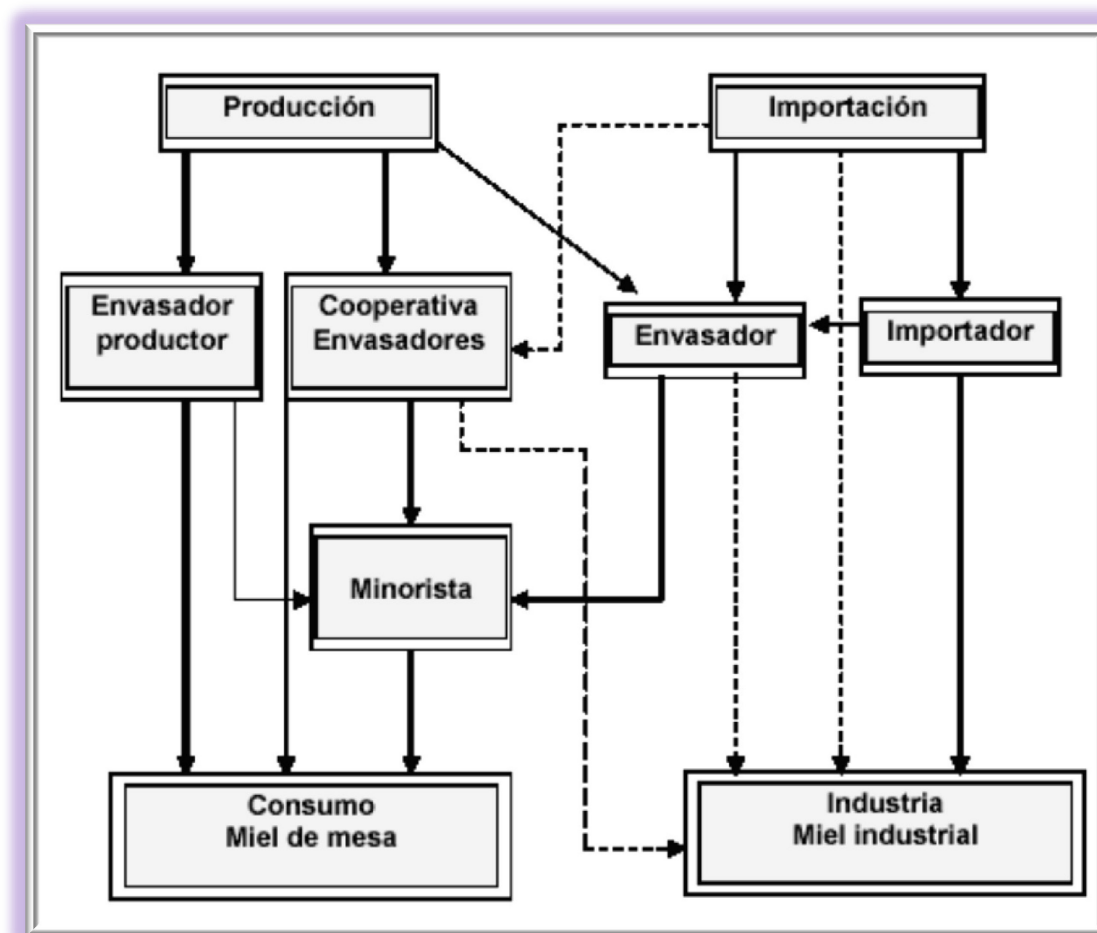 Producción
Importación
Envasador
productor
Cooperativa
Envasadores
Envasador
Importador
Minorista
Consumo
Miel de mesa
Industria
Miel industrial